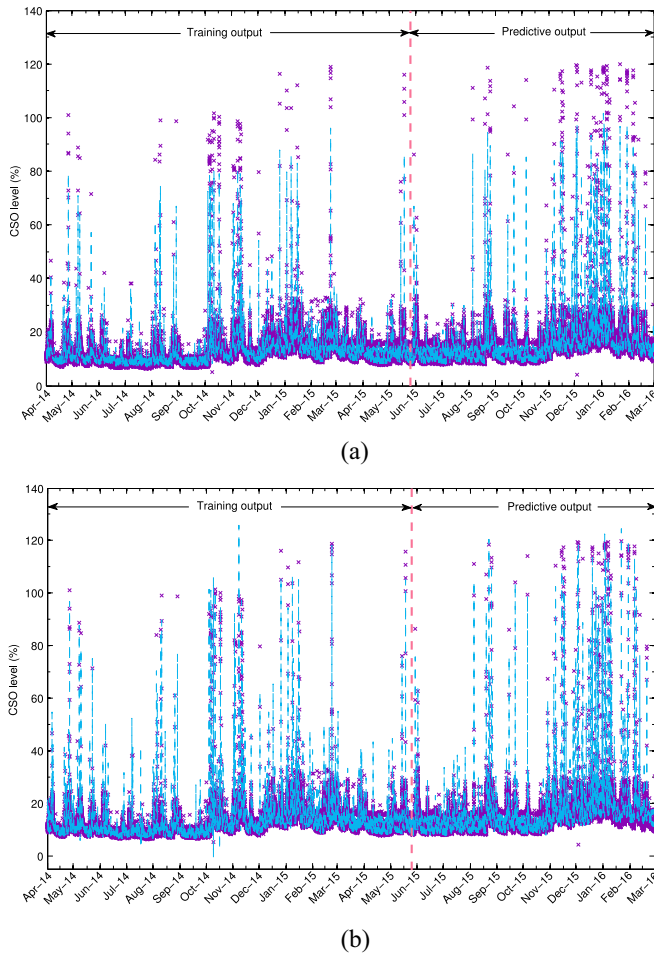 140
Training output
Predictive output
120
100
80
60
40
20
0
CSO level (%)
Apr–14 May–14 Jun–14 Jul–14 Aug–14 Sep–14 Oct–14 Nov–14 Dec–14 Jan–15 Feb–15 Mar–15 Apr–15 May–15 Jun–15 Jul–15 Aug–15 Sep–15 Oct–15 Nov–15 Dec–15 Jan–16 Feb–16 Mar–16
(a)
140
Training output
Predictive output
120
100
80
60
40
20
0
CSO level (%)
Apr–14 May–14 Jun–14 Jul–14 Aug–14 Sep–14 Oct–14 Nov–14 Dec–14 Jan–15 Feb–15 Mar–15 Apr–15 May–15 Jun–15 Jul–15 Aug–15 Sep–15 Oct–15 Nov–15 Dec–15 Jan–16 Feb–16 Mar–16
(b)